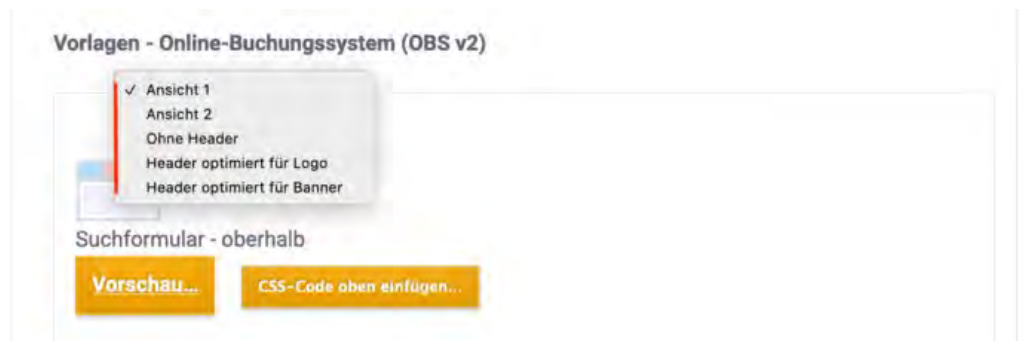 Vorlagen - Online-Buchungssystem (OBS v2)
✓ Ansicht 1
Ansicht 2
Ohne Header
Header optimiert für Logo
Header optimiert für Banner
Suchformular - oberhalb
Vorschau... CSS-Code oben einfügen...